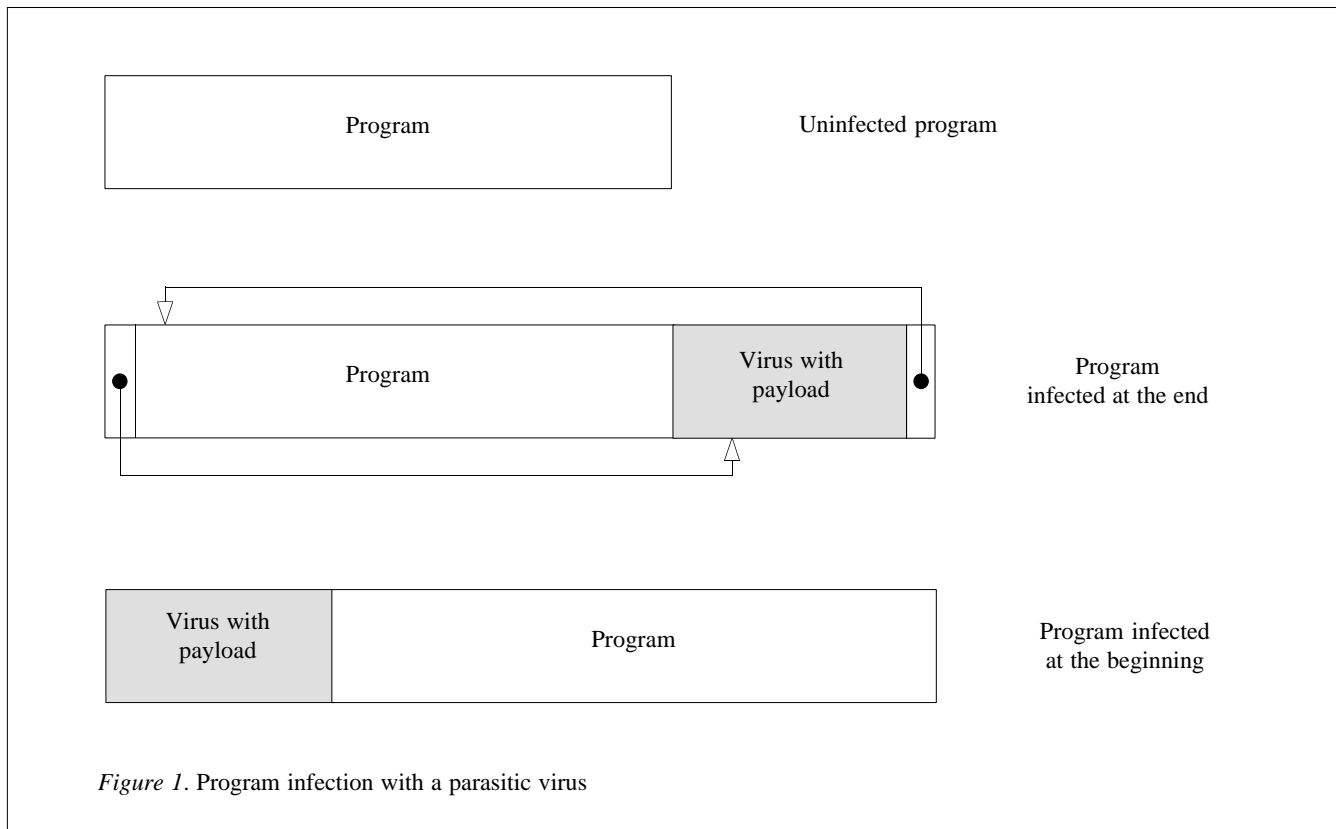 Program
Uninfected program
Program
Virus with
payload
Program
infected at the end
Virus with
payload
Program
Program infected
at the beginning
Figure 1. Program infection with a parasitic virus